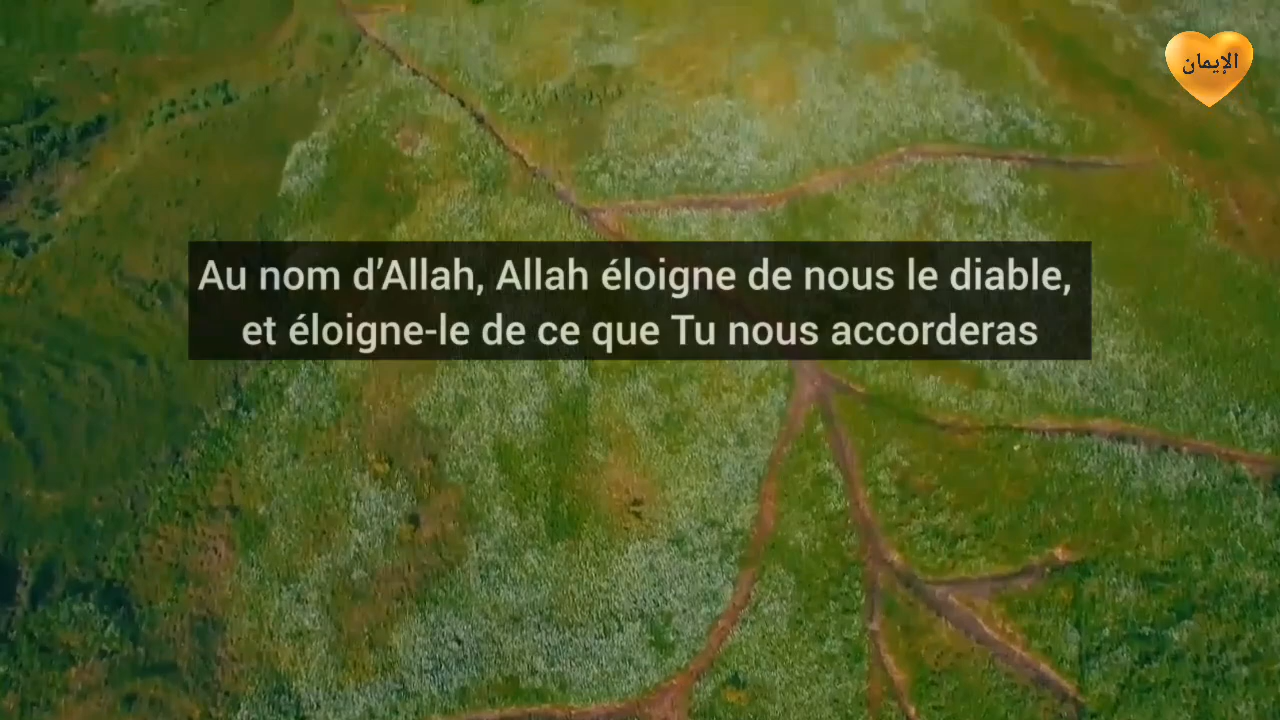 الإيمان
Au nom d’Allah, Allah éloigne de nous le diable,
et éloigne-le de ce que Tu nous accorderas